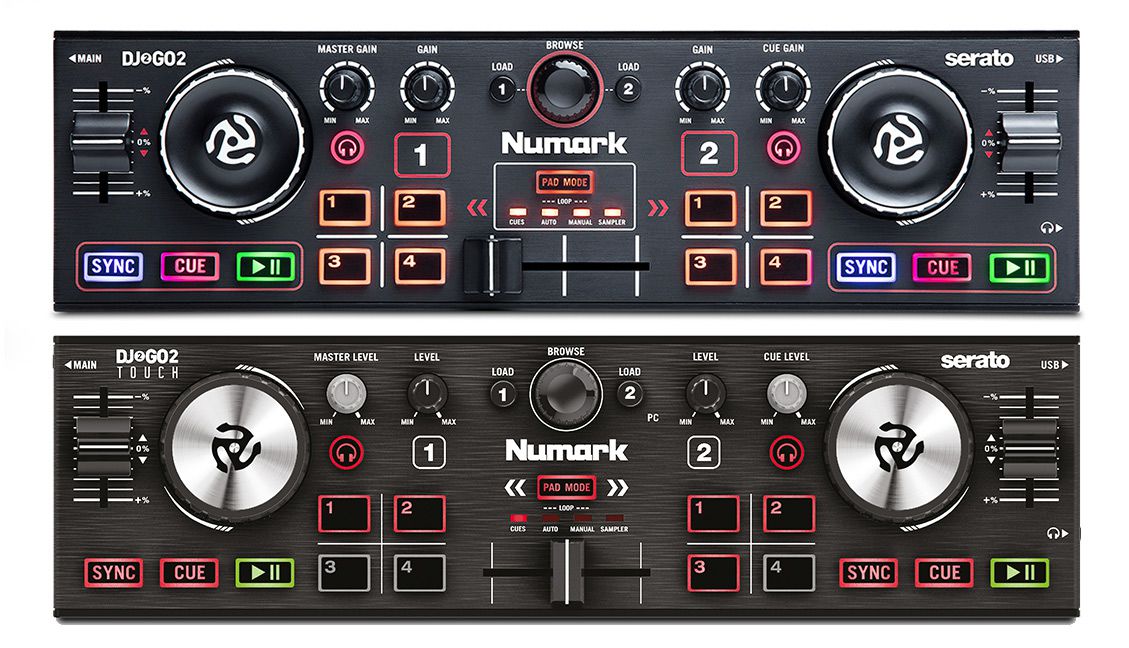 MAIN DJ2GO2 MASTER GAIN GAIN BROWSE GAIN CUE GAIN serato USB
LOAD LOAD
1 2
-% MIN MAX MIN MAX MIN MAX MIN MAX -%
0% 1 Numark 2 0%
PAD MODE
+% 1 2 LOOP 1 2 +%
CUES AUTO MANUAL SAMPLER
SYNC CUE 3 4 3 4 SYNC CUE
MAIN DJ2GO2 MASTER LEVEL LEVEL BROWSE LEVEL CUE LEVEL serato USB
TOUCH LOAD LOAD
1 2
-% MIN MAX MIN MAX PC MIN MAX MIN MAX -%
0% 1 Numark 2 0%
PAD MODE
+% 1 2 LOOP 1 2 +%
CUES AUTO MANUAL SAMPLER
SYNC CUE 3 4 3 4 SYNC CUE